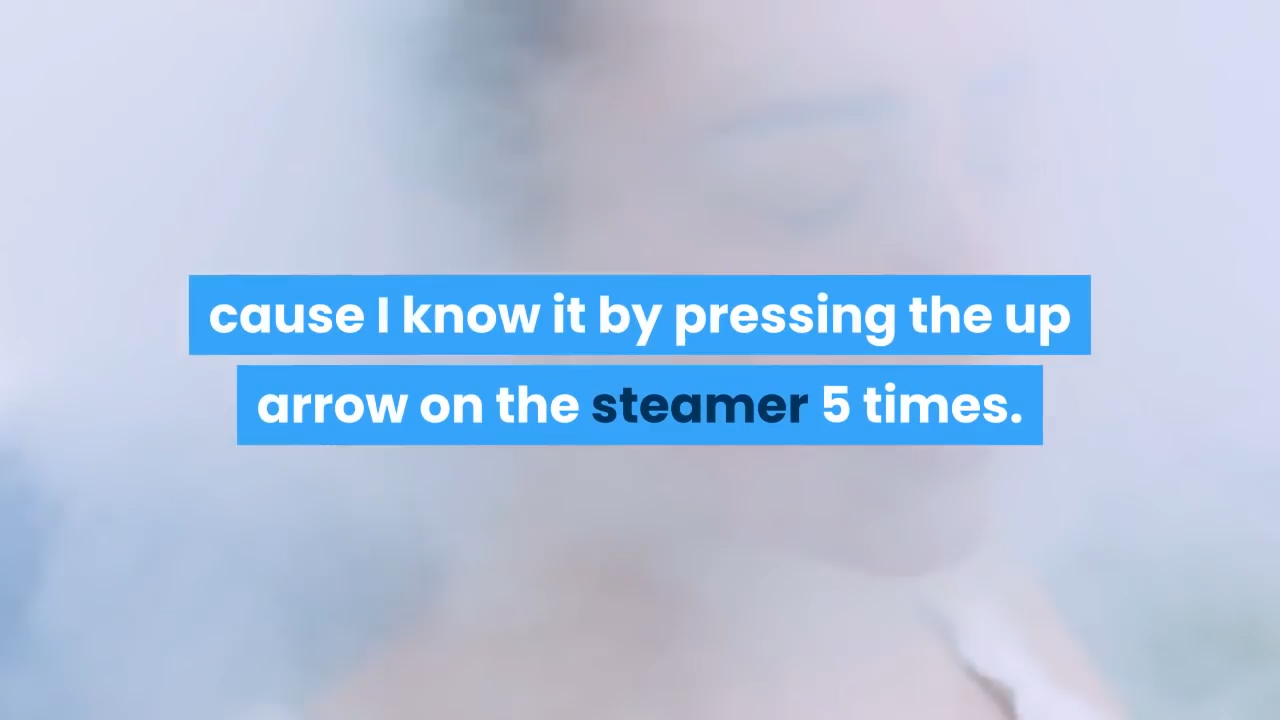 cause I know it by pressing the up
arrow on the steamer 5 times.